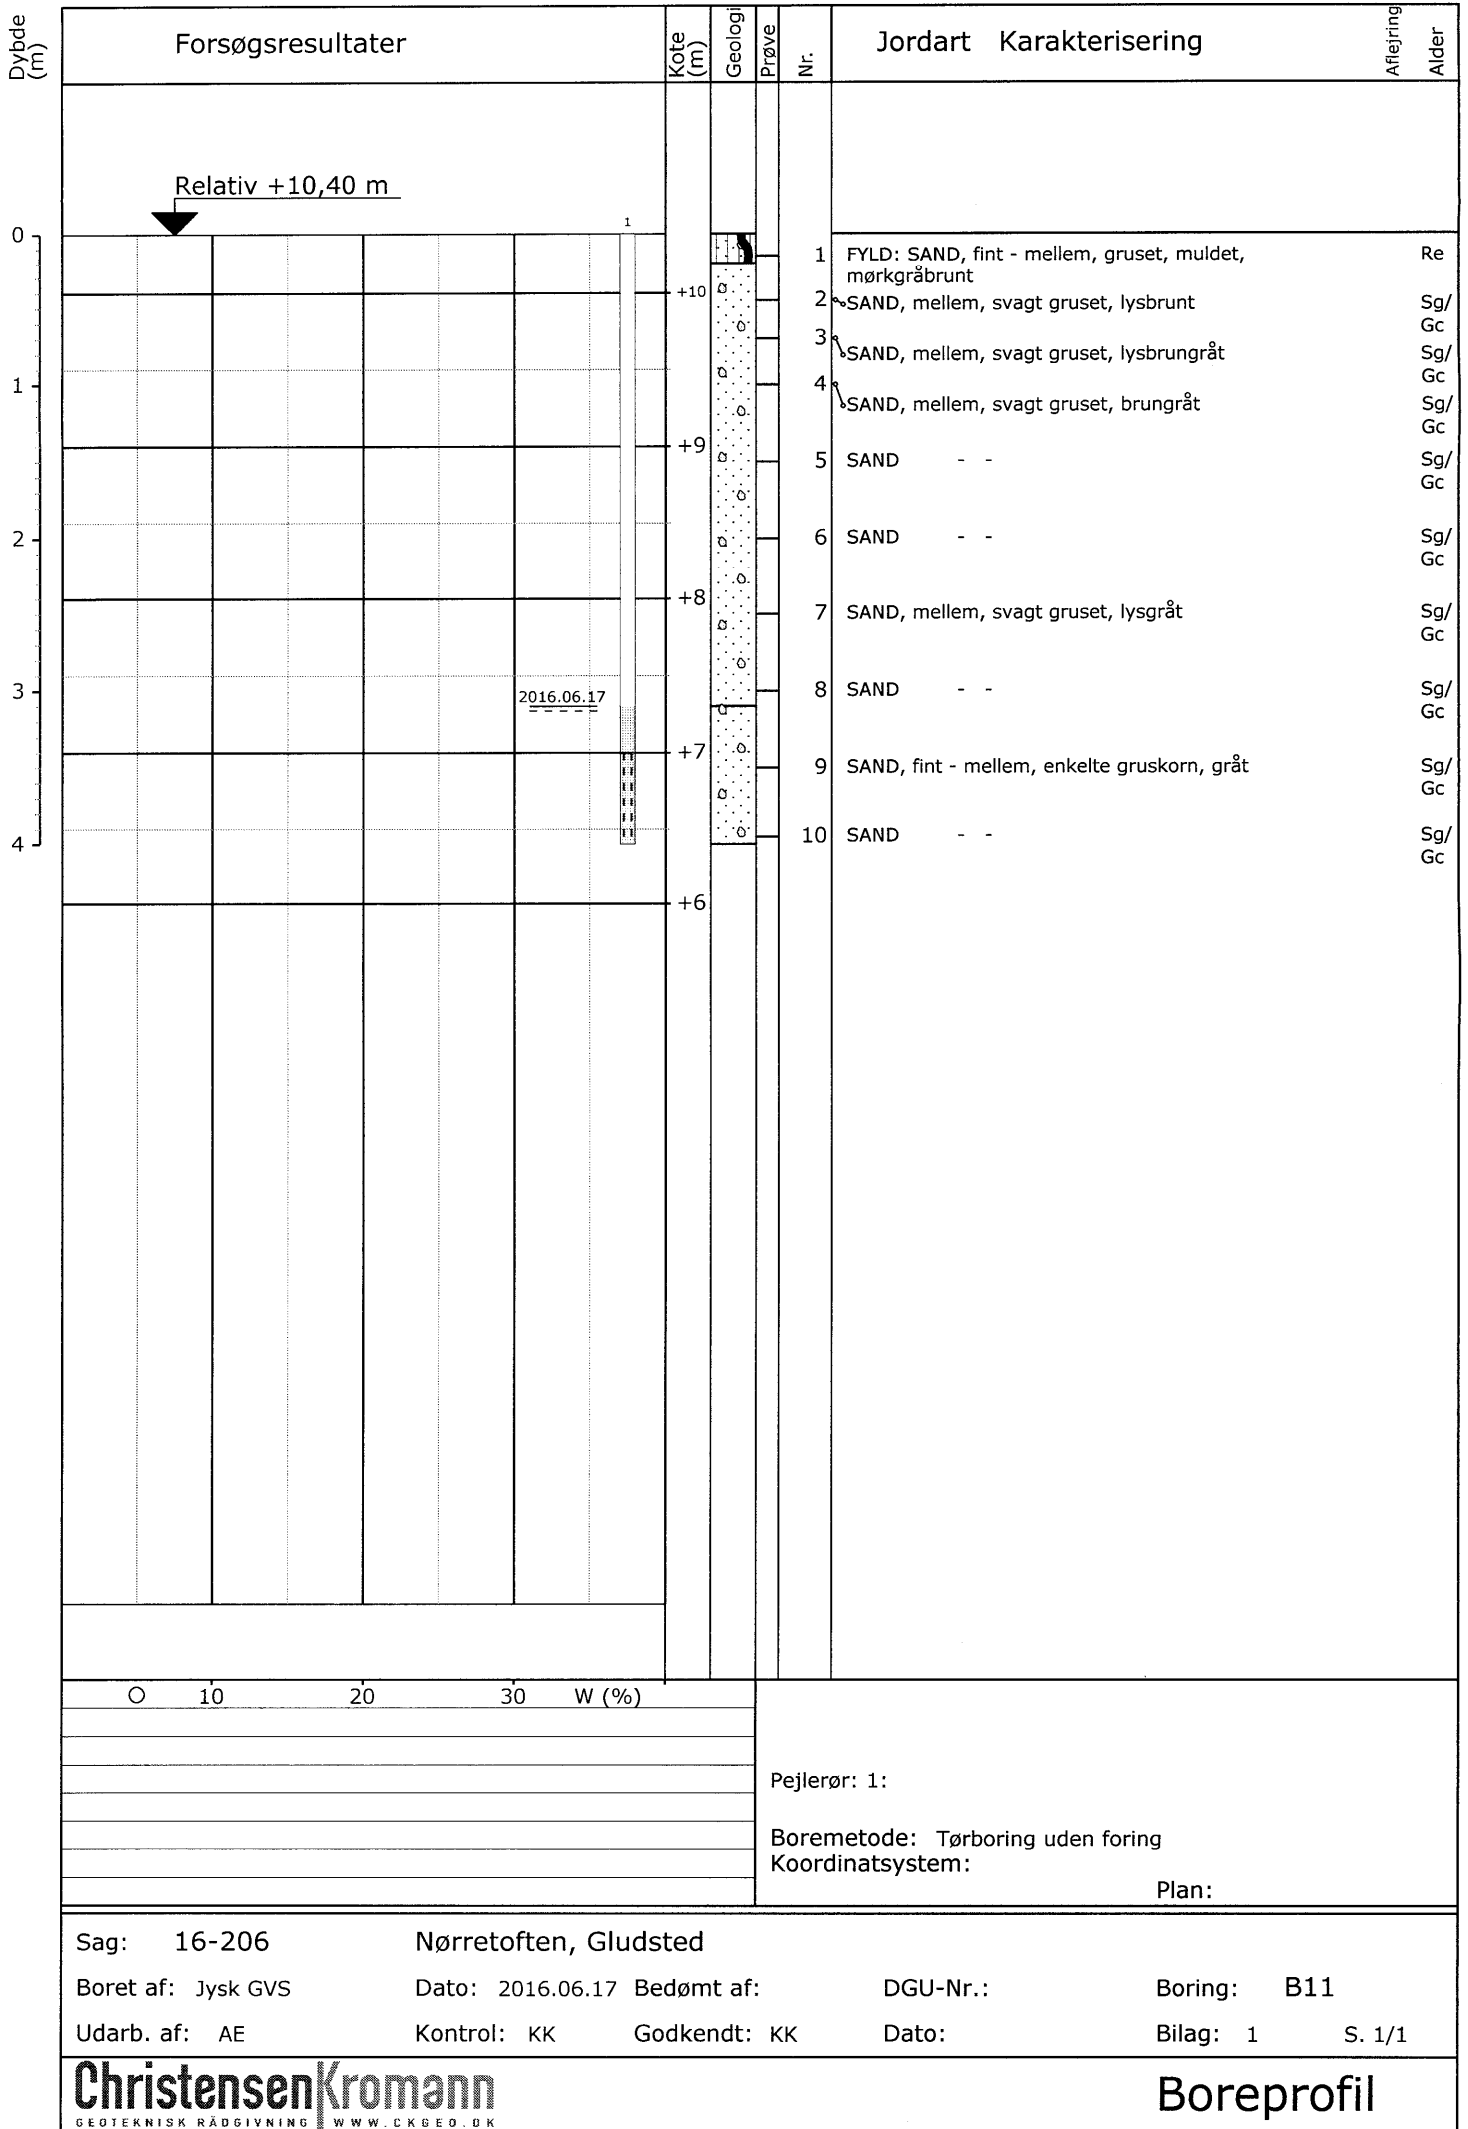 Dybde
(m)
Forsøgsresultater
Kote
(m)
Geologi
Prøve
Nr.
Jordart Karakterisering
Aflejring
Alder
Relativ +10,40 m
1
0
1
2
3
4
+10
+9
+8
+7
+6
2016.06.17
1 FYLD: SAND, fint - mellem, gruset, muldet, Re
mørkgråbrunt
2 SAND, mellem, svagt gruset, lysbrunt Sg/
Gc
3 SAND, mellem, svagt gruset, lysbrungråt Sg/
Gc
4 SAND, mellem, svagt gruset, brungråt Sg/
Gc
5 SAND - - Sg/
Gc
6 SAND - - Sg/
Gc
7 SAND, mellem, svagt gruset, lysgråt Sg/
Gc
8 SAND - - Sg/
Gc
9 SAND, fint - mellem, enkelte gruskorn, gråt Sg/
Gc
10 SAND - - Sg/
Gc
10 20 30 W (%)
Pejlerør: 1:
Boremetode: Tørboring uden foring
Koordinatsystem:
Plan:
Sag: 16-206 Nørretoften, Gludsted
Boret af: Jysk GVS Dato: 2016.06.17 Bedømt af: DGU-Nr.: Boring: B11
Udarb. af: AE Kontrol: KK Godkendt: KK Dato: Bilag: 1 S. 1/1
ChristensenKromann
GEOTEKNISK RÅDGIVNING WWW.CKGEO.DK
Boreprofil